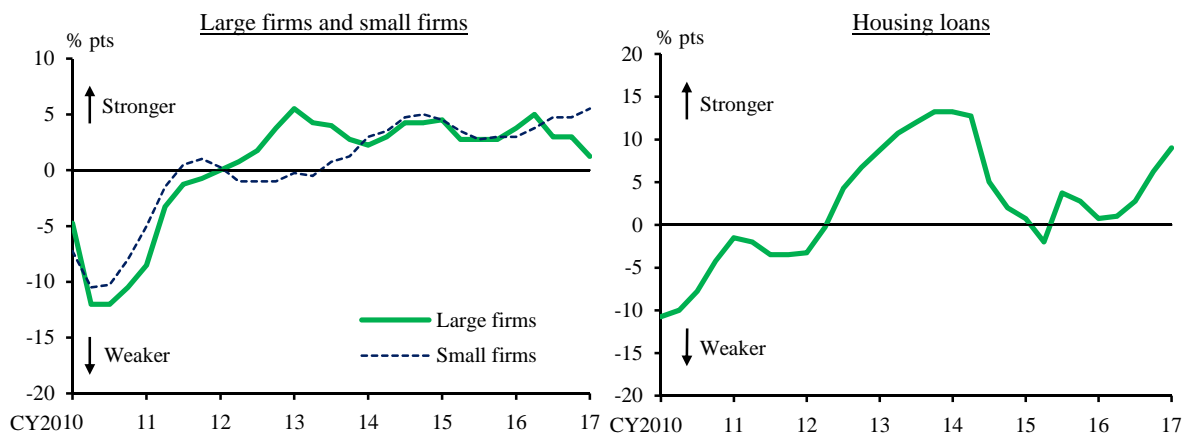 Large firms and small firms
% pts
10
5
0
-5
-10
-15
-20
Stronger
Weaker
Large firms
Small firms
CY2010 11 12 13 14 15 16 17
Housing loans
% pts
20
15
10
5
0
-5
-10
-15
-20
Stronger
Weaker
CY2010 11 12 13 14 15 16 17